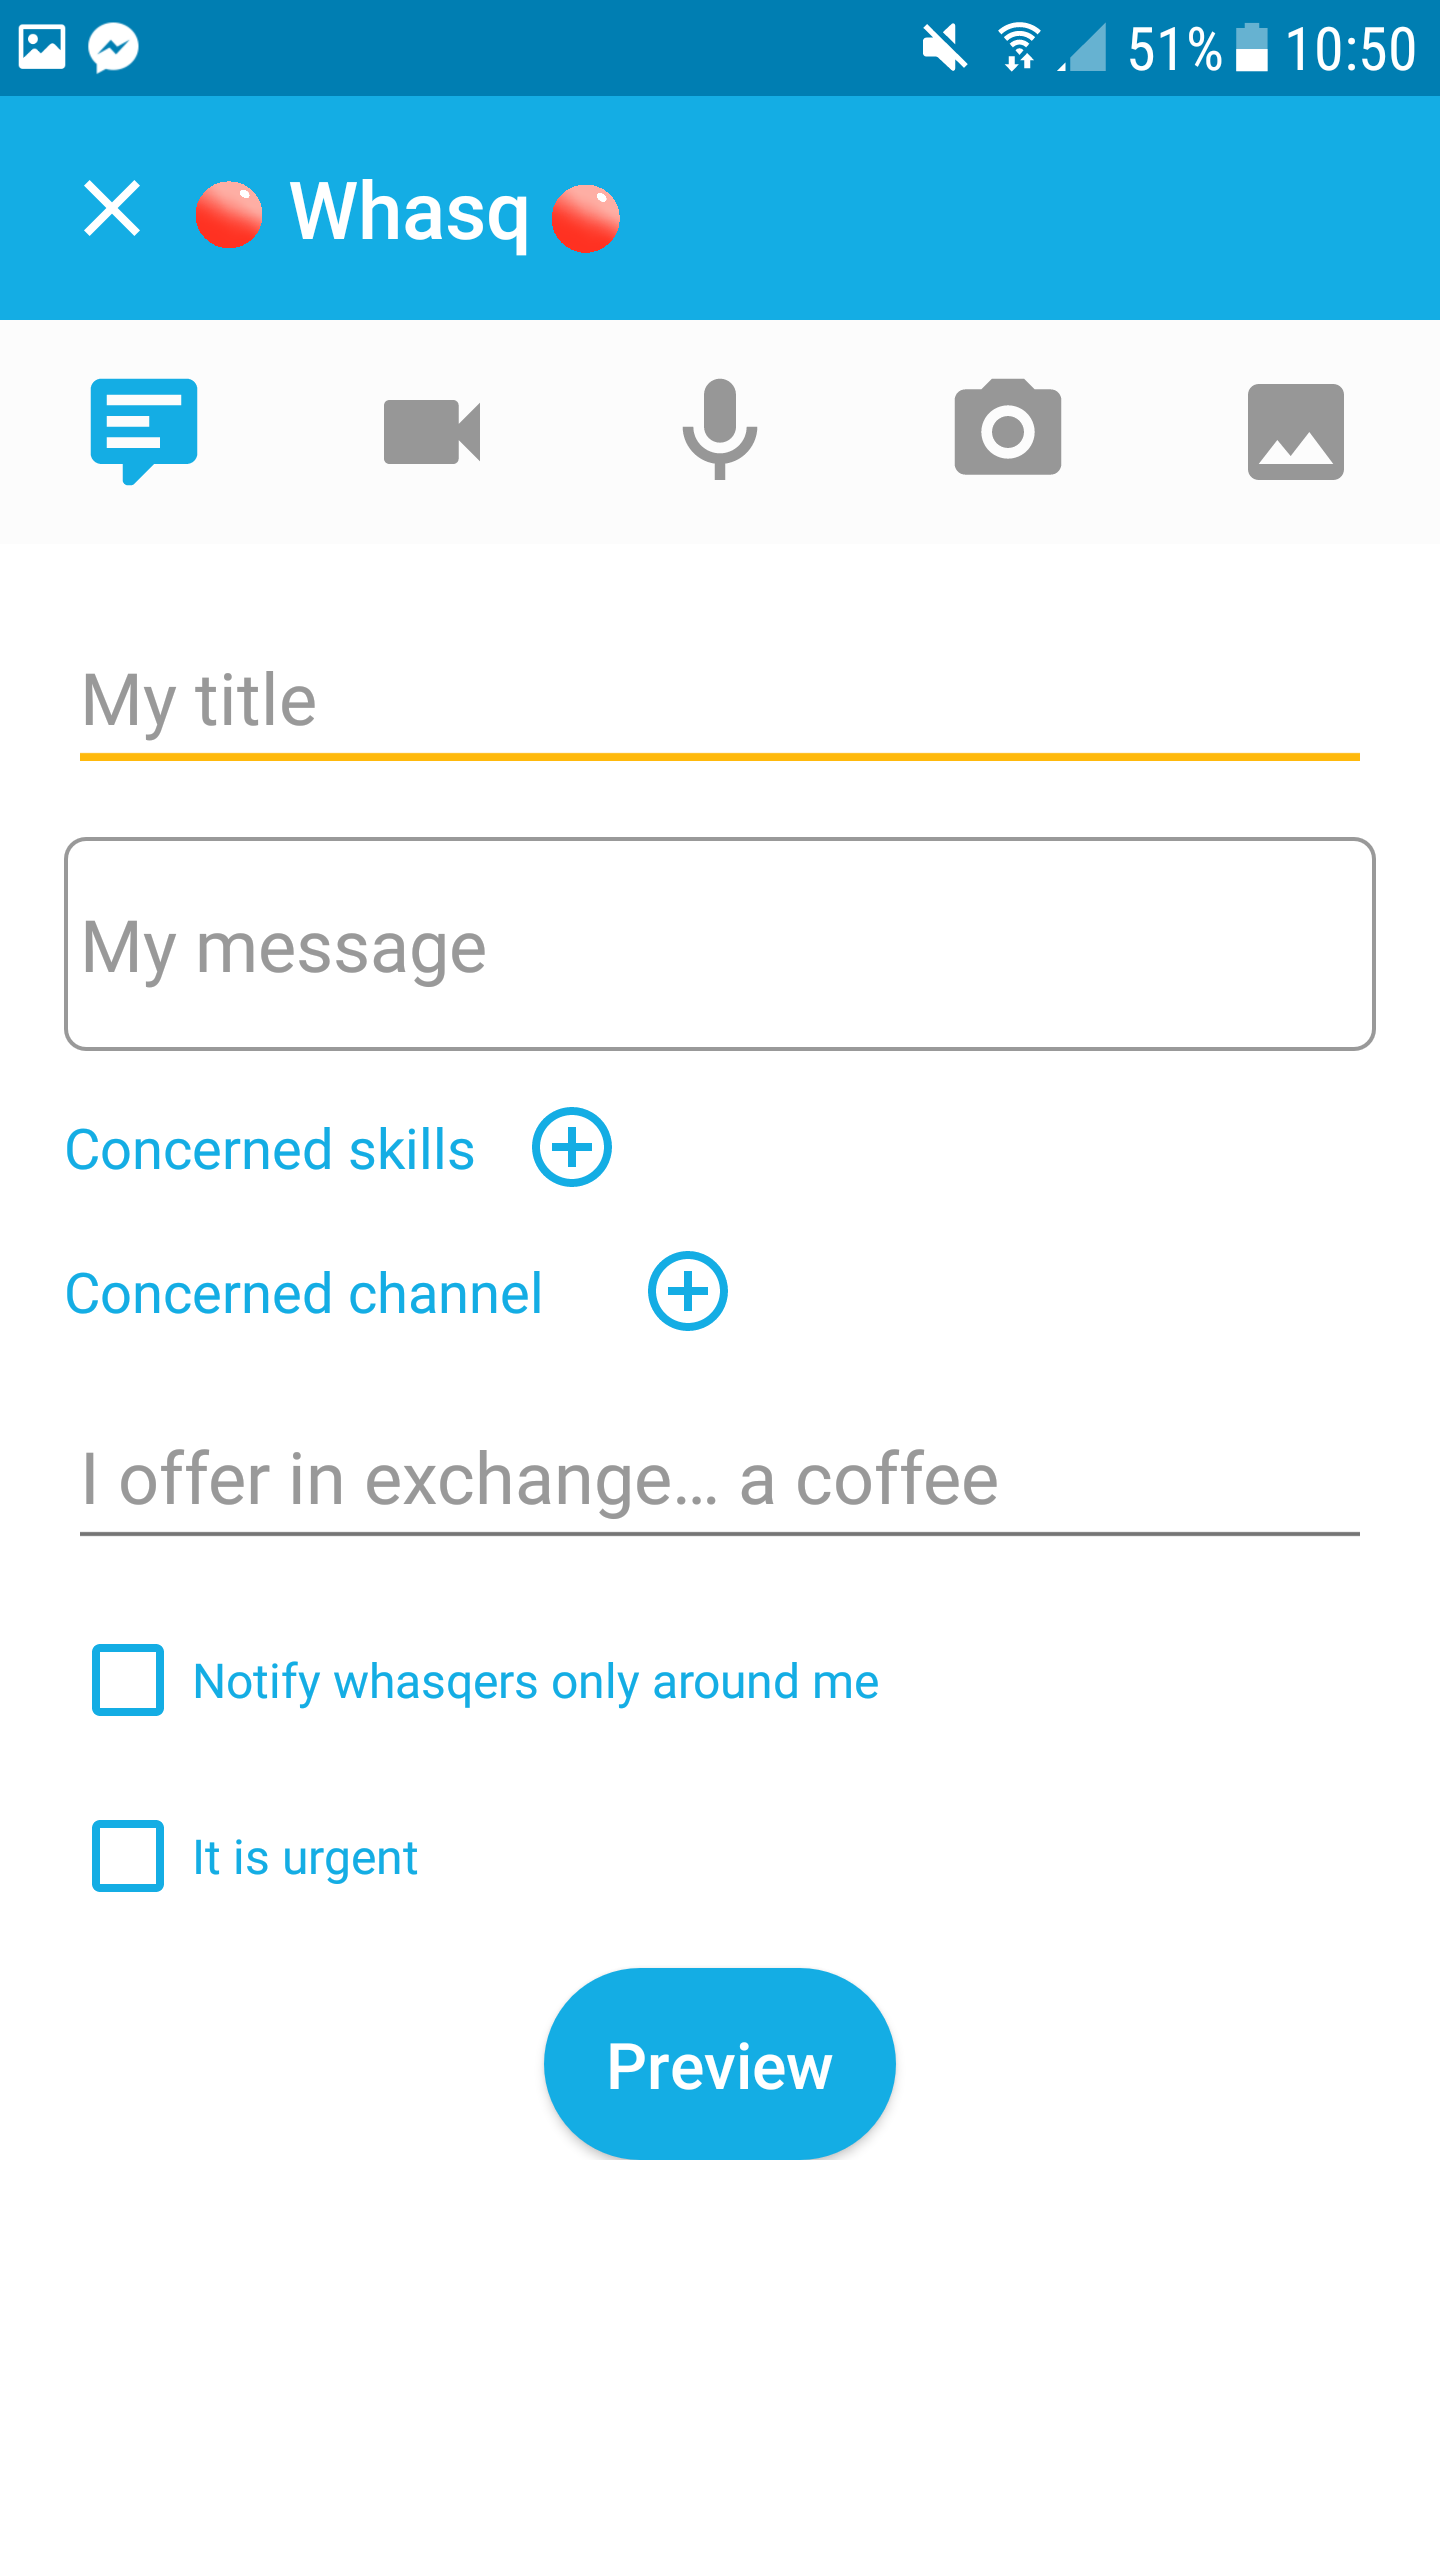 51% 10:50
Whasq
My title
My message
Concerned skills
Concerned channel
I offer in exchange... a coffee
Notify whasqers only around me
It is urgent
Preview